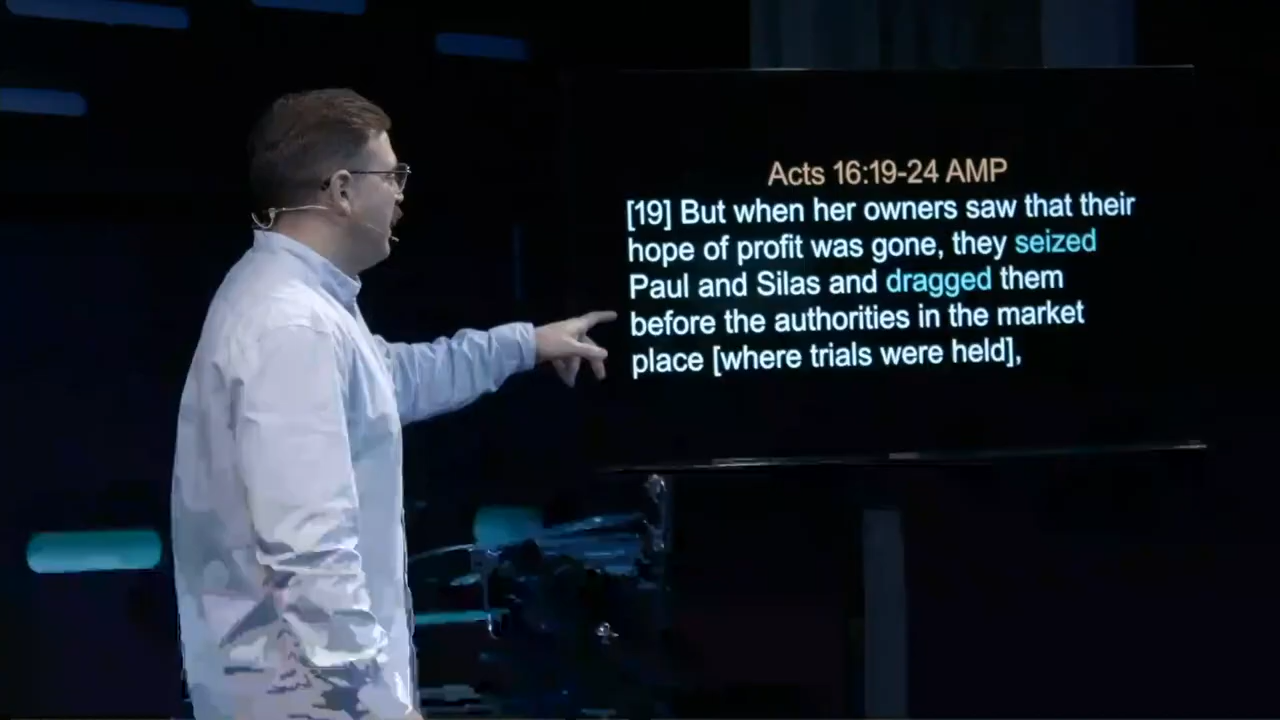 Acts 16:19-24 AMP
[19] But when her owners saw that their
hope of profit was gone, they seized
Paul and Silas and dragged them
before the authorities in the market
place [where trials were held],